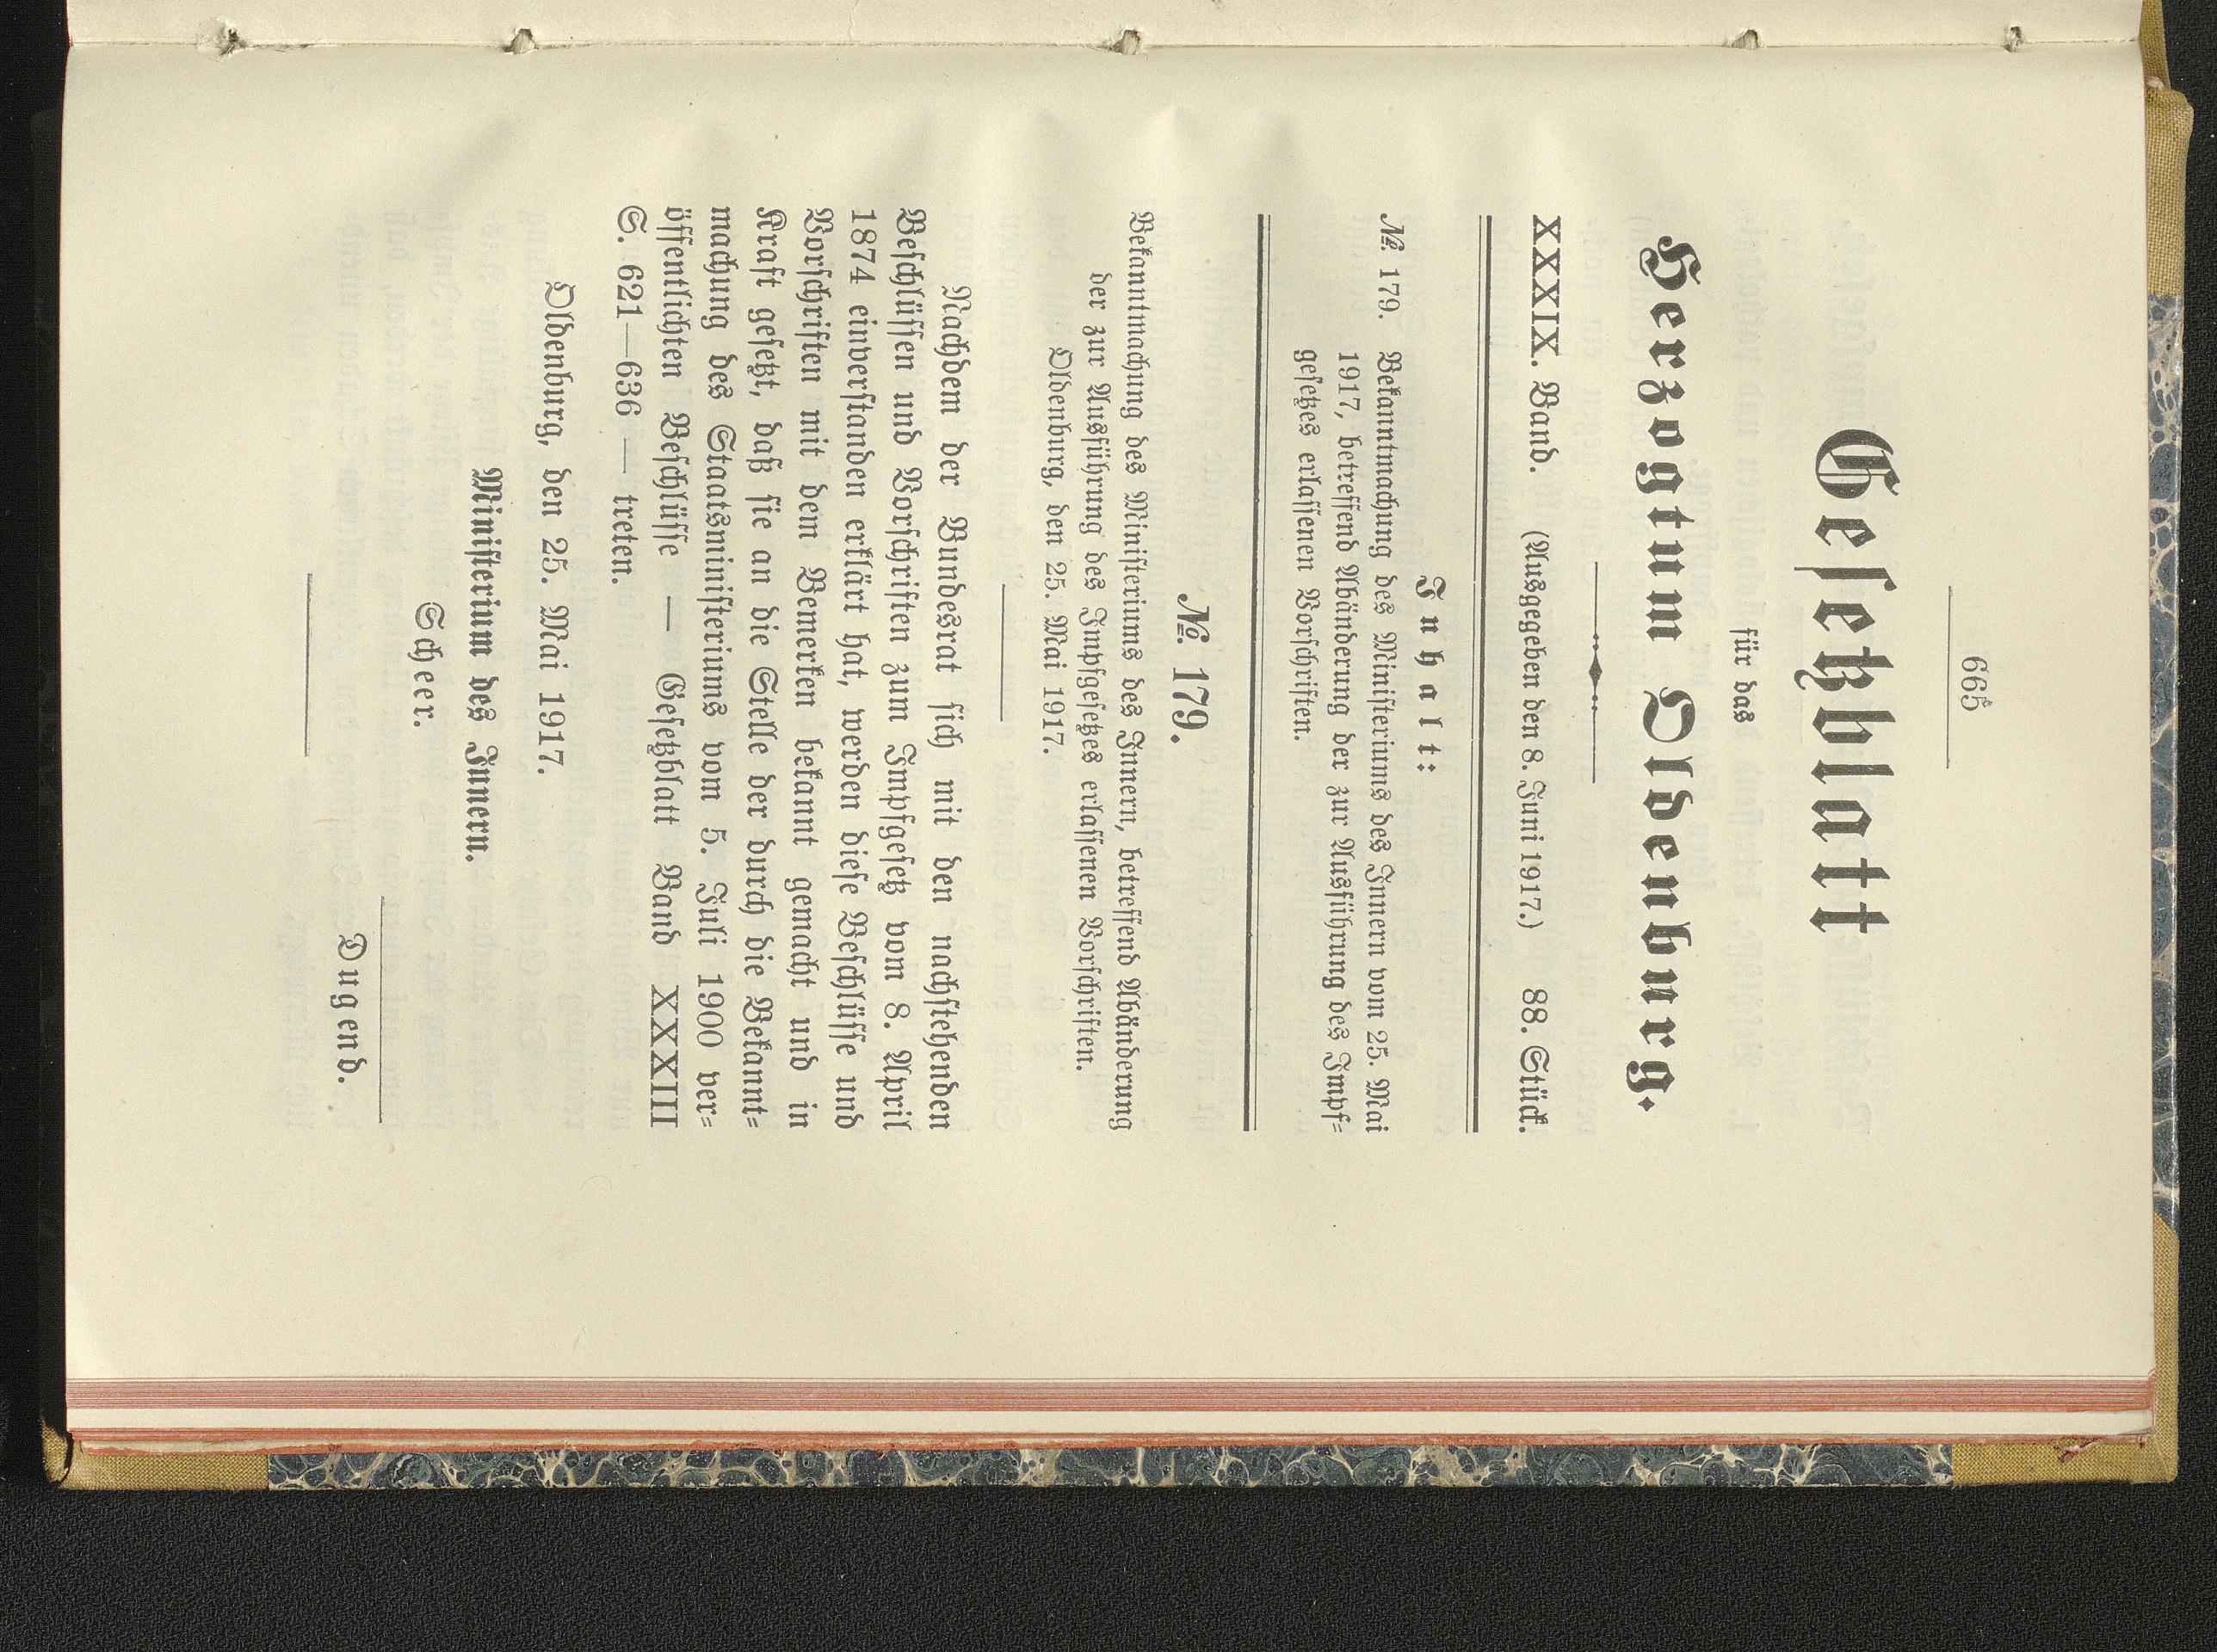 665
Gesetzblatt
für das
Herzogtum Oldenburg.
XXXIX. Band. (Ausgegeben den 8. Juni 1917.) 88. Stück.
Inhalt:
№ 179. Bekanntmachung des Ministeriums des Innern vom 25. Mai
1917, betreffend Abänderung der zur Ausführung des Impf-
gesetzes erlassenen Vorschriften.
№. 179.
Bekanntmachung des Ministeriums des Innern, betreffend Abänderung
der zur Ausführung des Impfgesetzes erlassenen Vorschriften.
Oldenburg, den 25. Mai 1917.
Nachdem der Bundesrat sich mit den nachstehenden
Beschlüssen und Vorschriften zum Impfgesetz vom 8. April
1874 einverstanden erklärt hat, werden diese Beschlüsse und
Vorschriften mit dem Bemerken bekannt gemacht und in
Kraft gesetzt, daß sie an die Stelle der durch die Bekannt-
machung des Staatsministeriums vom 5. Juli 1900 ver-
öffentlichten Beschlüsse — Gesetzblatt Band XXXIII
S. 621—636 — treten.
Oldenburg, den 25. Mai 1917.
Ministerium des Innern.
Scheer.
Dugend.